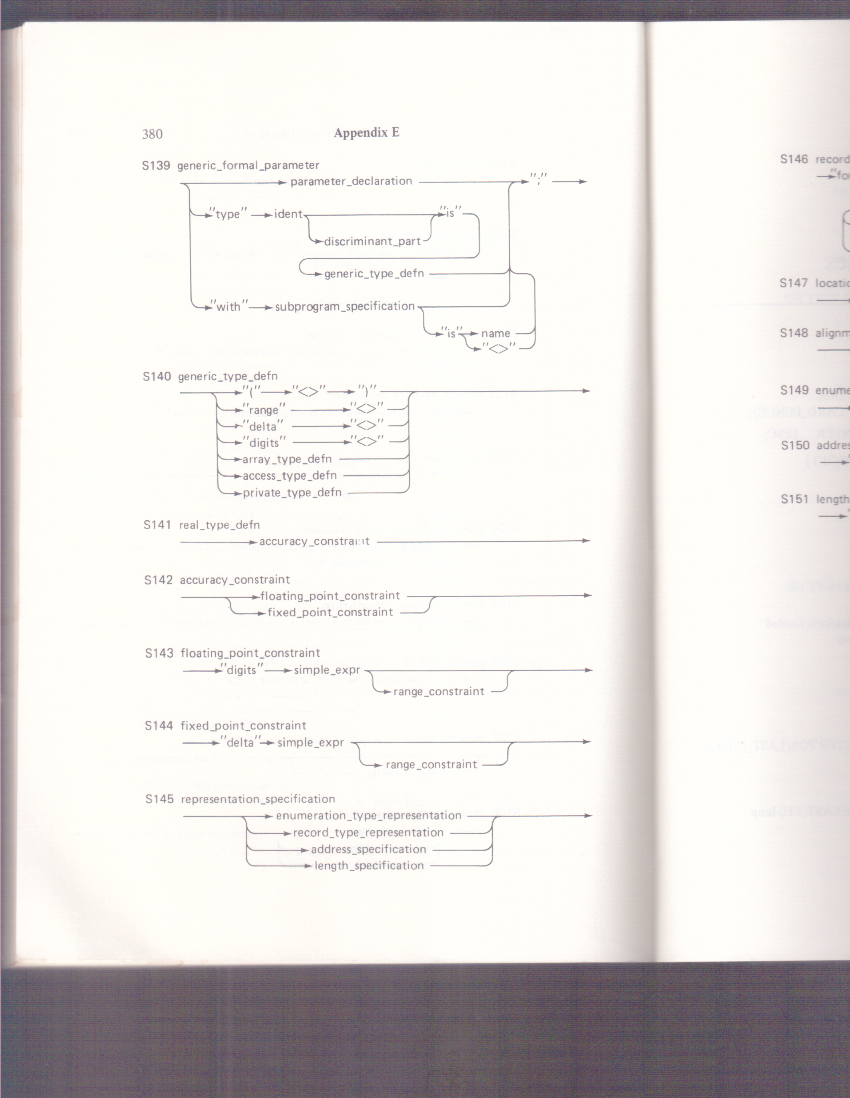 380 Appendix E
S139 generic_formal_parameter
parameter_declaration ";"
"type" ident "is"
discriminant_part
generic_type_defn
"with" subprogram_specification
"is" name
"<>"
S140 generic_type_defn
"(" "<>" ")"
"range" "<>"
"delta" "<>"
"digits" "<>"
array_type_defn
access_type_defn
private_type_defn
S141 real_type_defn
accuracy_constraint
S142 accuracy_constraint
floating_point_constraint
fixed_point_constraint
S143 floating_point_constraint
"digits" simple_expr
range_constraint
S144 fixed_point_constraint
"delta" simple_expr
range_constraint
S145 representation_specification
enumeration_type_representation
record_type_representation
address_specification
length_specification
S146 record
"fo
S147 locatio
S148 alignm
S149 enume
S150 addres
S151 length